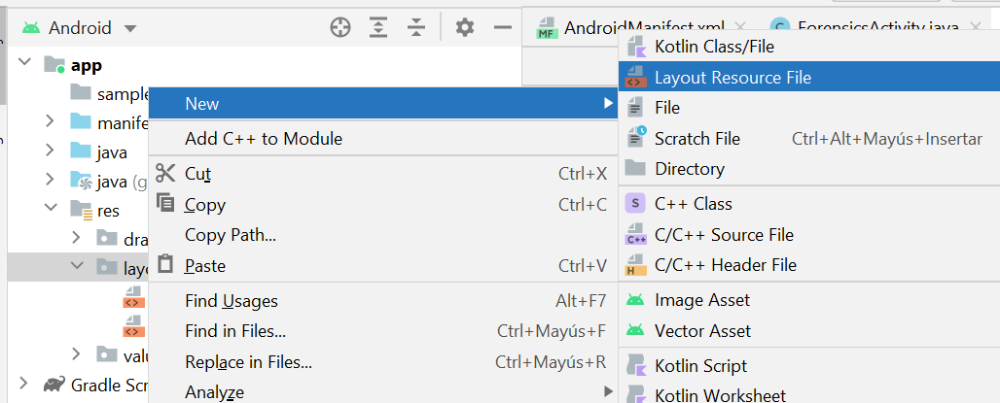 Android
AndroidManifest.xml
ForensicsActivity.java
app
sample
manife
java
java (g
res
dra
layo
valu
Gradle Scr
New
Add C++ to Module
Cut Ctrl+X
Copy Ctrl+C
Copy Path...
Paste Ctrl+V
Find Usages Alt+F7
Find in Files... Ctrl+Mayús+F
Replace in Files... Ctrl+Mayús+R
Analyze
Kotlin Class/File
Layout Resource File
File
Scratch File Ctrl+Alt+Mayús+Insertar
Directory
C++ Class
C/C++ Source File
C/C++ Header File
Image Asset
Vector Asset
Kotlin Script
Kotlin Worksheet